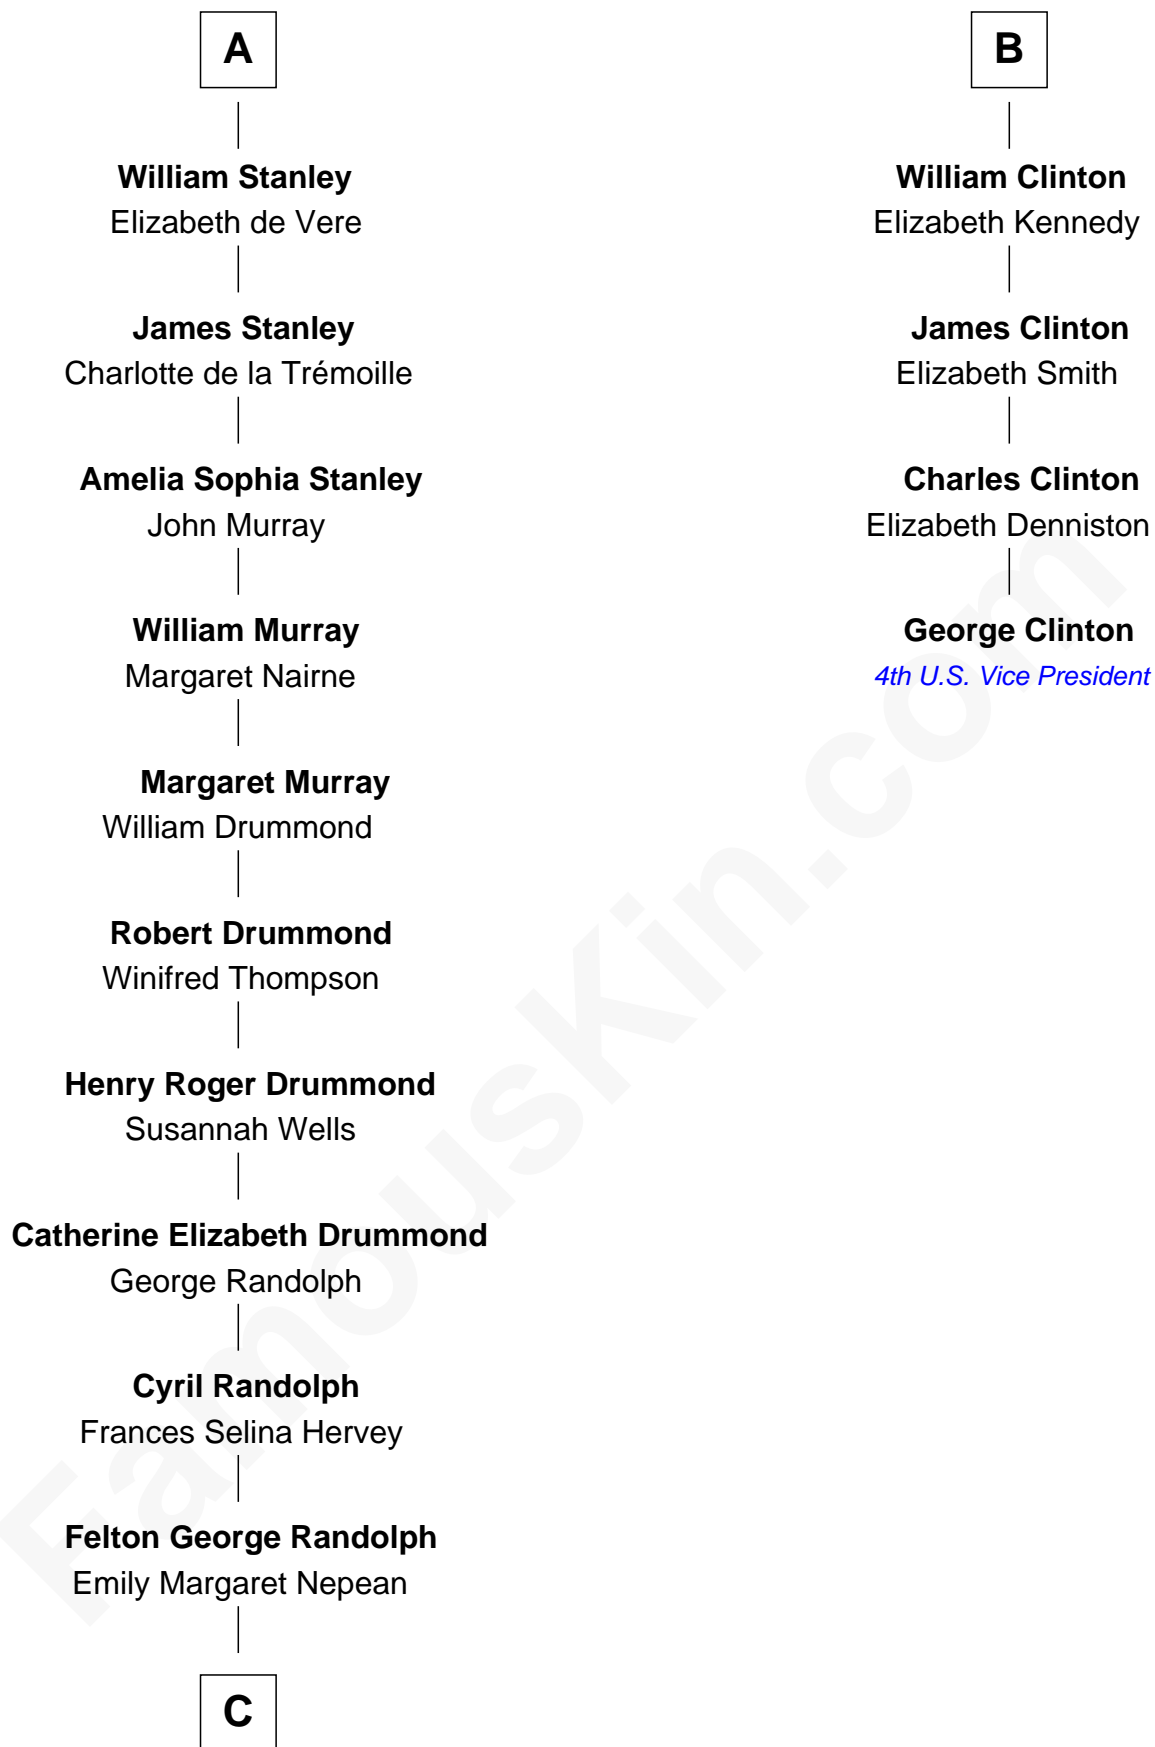 A
William Stanley
Elizabeth de Vere
James Stanley
Charlotte de la Trémoille
Amelia Sophia Stanley
John Murray
William Murray
Margaret Nairne
Margaret Murray
William Drummond
Robert Drummond
Winifred Thompson
Henry Roger Drummond
Susannah Wells
Catherine Elizabeth Drummond
George Randolph
Cyril Randolph
Frances Selina Hervey
Felton George Randolph
Emily Margaret Nepean
C
B
William Clinton
Elizabeth Kennedy
James Clinton
Elizabeth Smith
Charles Clinton
Elizabeth Denniston
George Clinton
4th U.S. Vice President
FamousKin.com